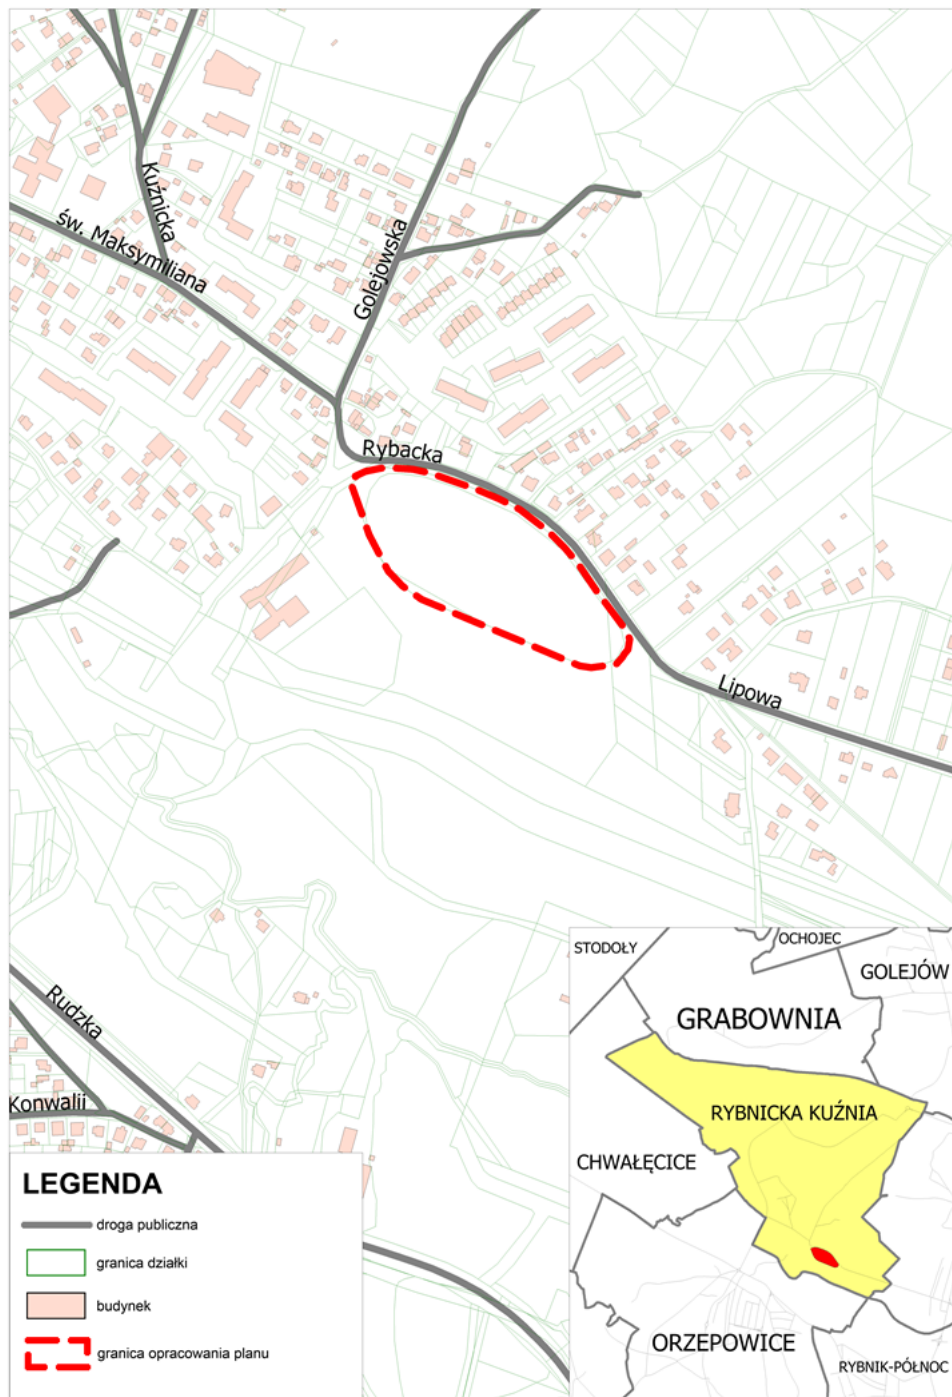 Kuźnicka
św. Maksymiliana
Golejowska
Rybacka
Lipowa
Rudzka
Konwalii
STODOŁY
OCHOJEC
GOLEJÓW
GRABOWNIA
RYBNICKA KUŹNIA
CHWAŁĘCICE
ORZEPOWICE
RYBNIK-PÓŁNOC
LEGENDA
droga publiczna
granica działki
budynek
granica opracowania planu